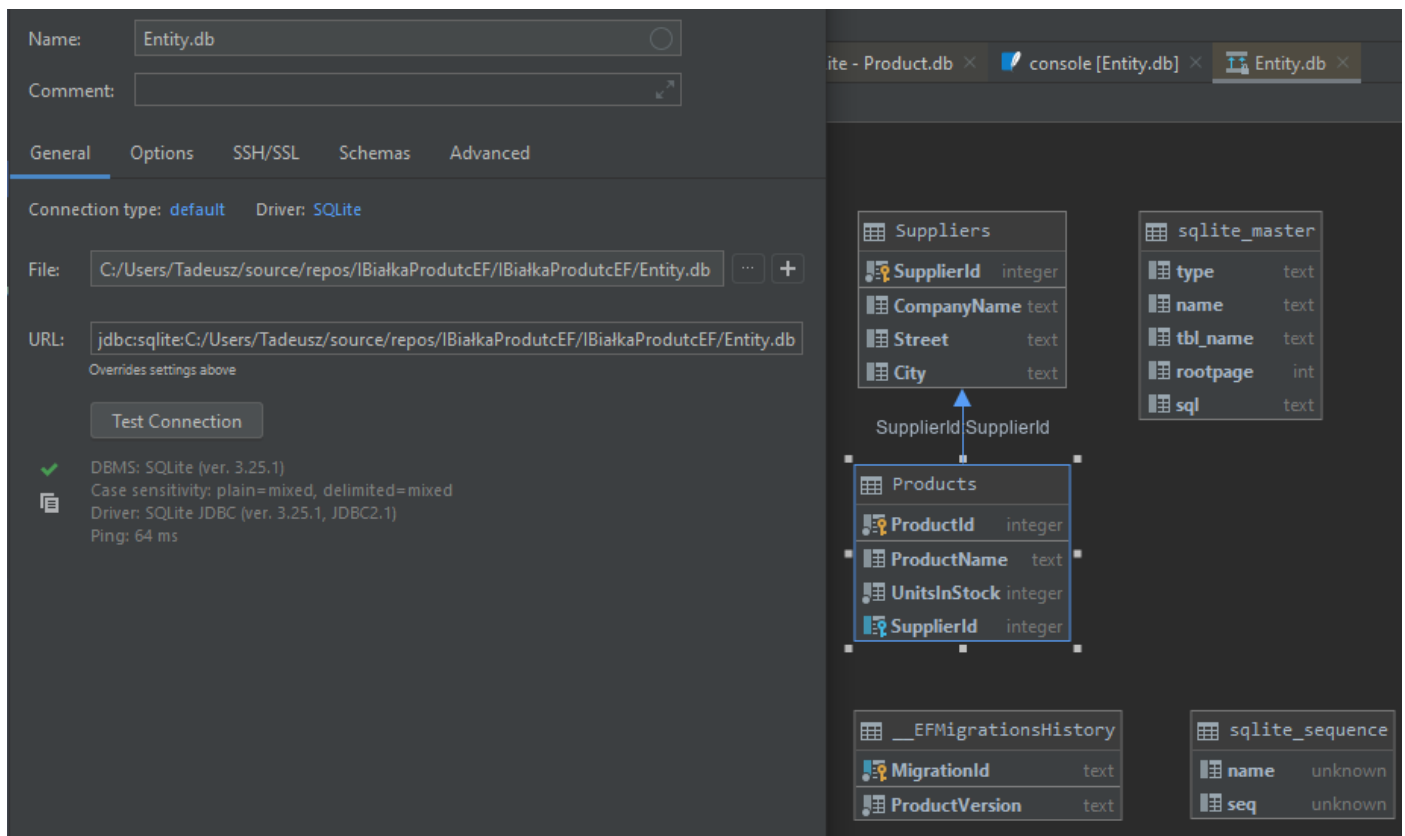 Name: Entity.db
Comment:
General Options SSH/SSL Schemas Advanced
Connection type: default Driver: SQLite
File: C:/Users/Tadeusz/source/repos/IBiałkaProdutcEF/IBiałkaProdutcEF/Entity.db ... +
URL: jdbc:sqlite:C:/Users/Tadeusz/source/repos/IBiałkaProdutcEF/IBiałkaProdutcEF/Entity.db
Overrides settings above
Test Connection
DBMS: SQLite (ver. 3.25.1)
Case sensitivity: plain=mixed, delimited=mixed
Driver: SQLite JDBC (ver. 3.25.1, JDBC2.1)
Ping: 64 ms
ite - Product.db console [Entity.db] Entity.db
Suppliers
SupplierId integer
CompanyName text
Street text
City text
sqlite_master
type text
name text
tbl_name text
rootpage int
sql text
SupplierId:SupplierId
Products
ProductId integer
ProductName text
UnitsInStock integer
SupplierId integer
__EFMigrationsHistory
MigrationId text
ProductVersion text
sqlite_sequence
name unknown
seq unknown